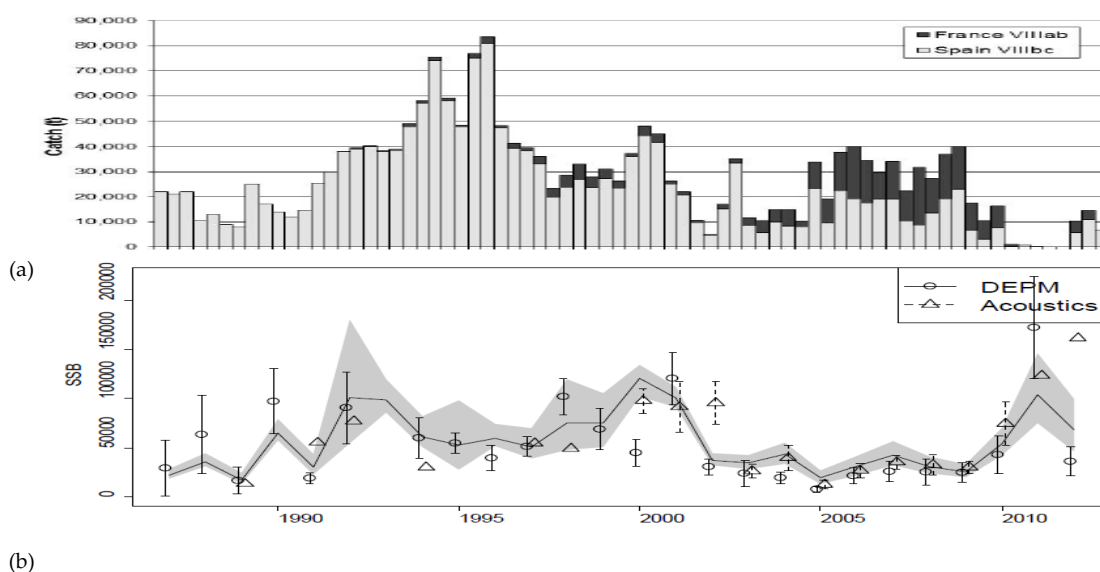 90,000
80,000
70,000
60,000
50,000
40,000
30,000
20,000
10,000
0
Catch (t)
France VIIIab
Spain VIIIbc
(a)
200000
150000
100000
50000
0
SSB
DEPM
Acoustics
1990 1995 2000 2005 2010
(b)